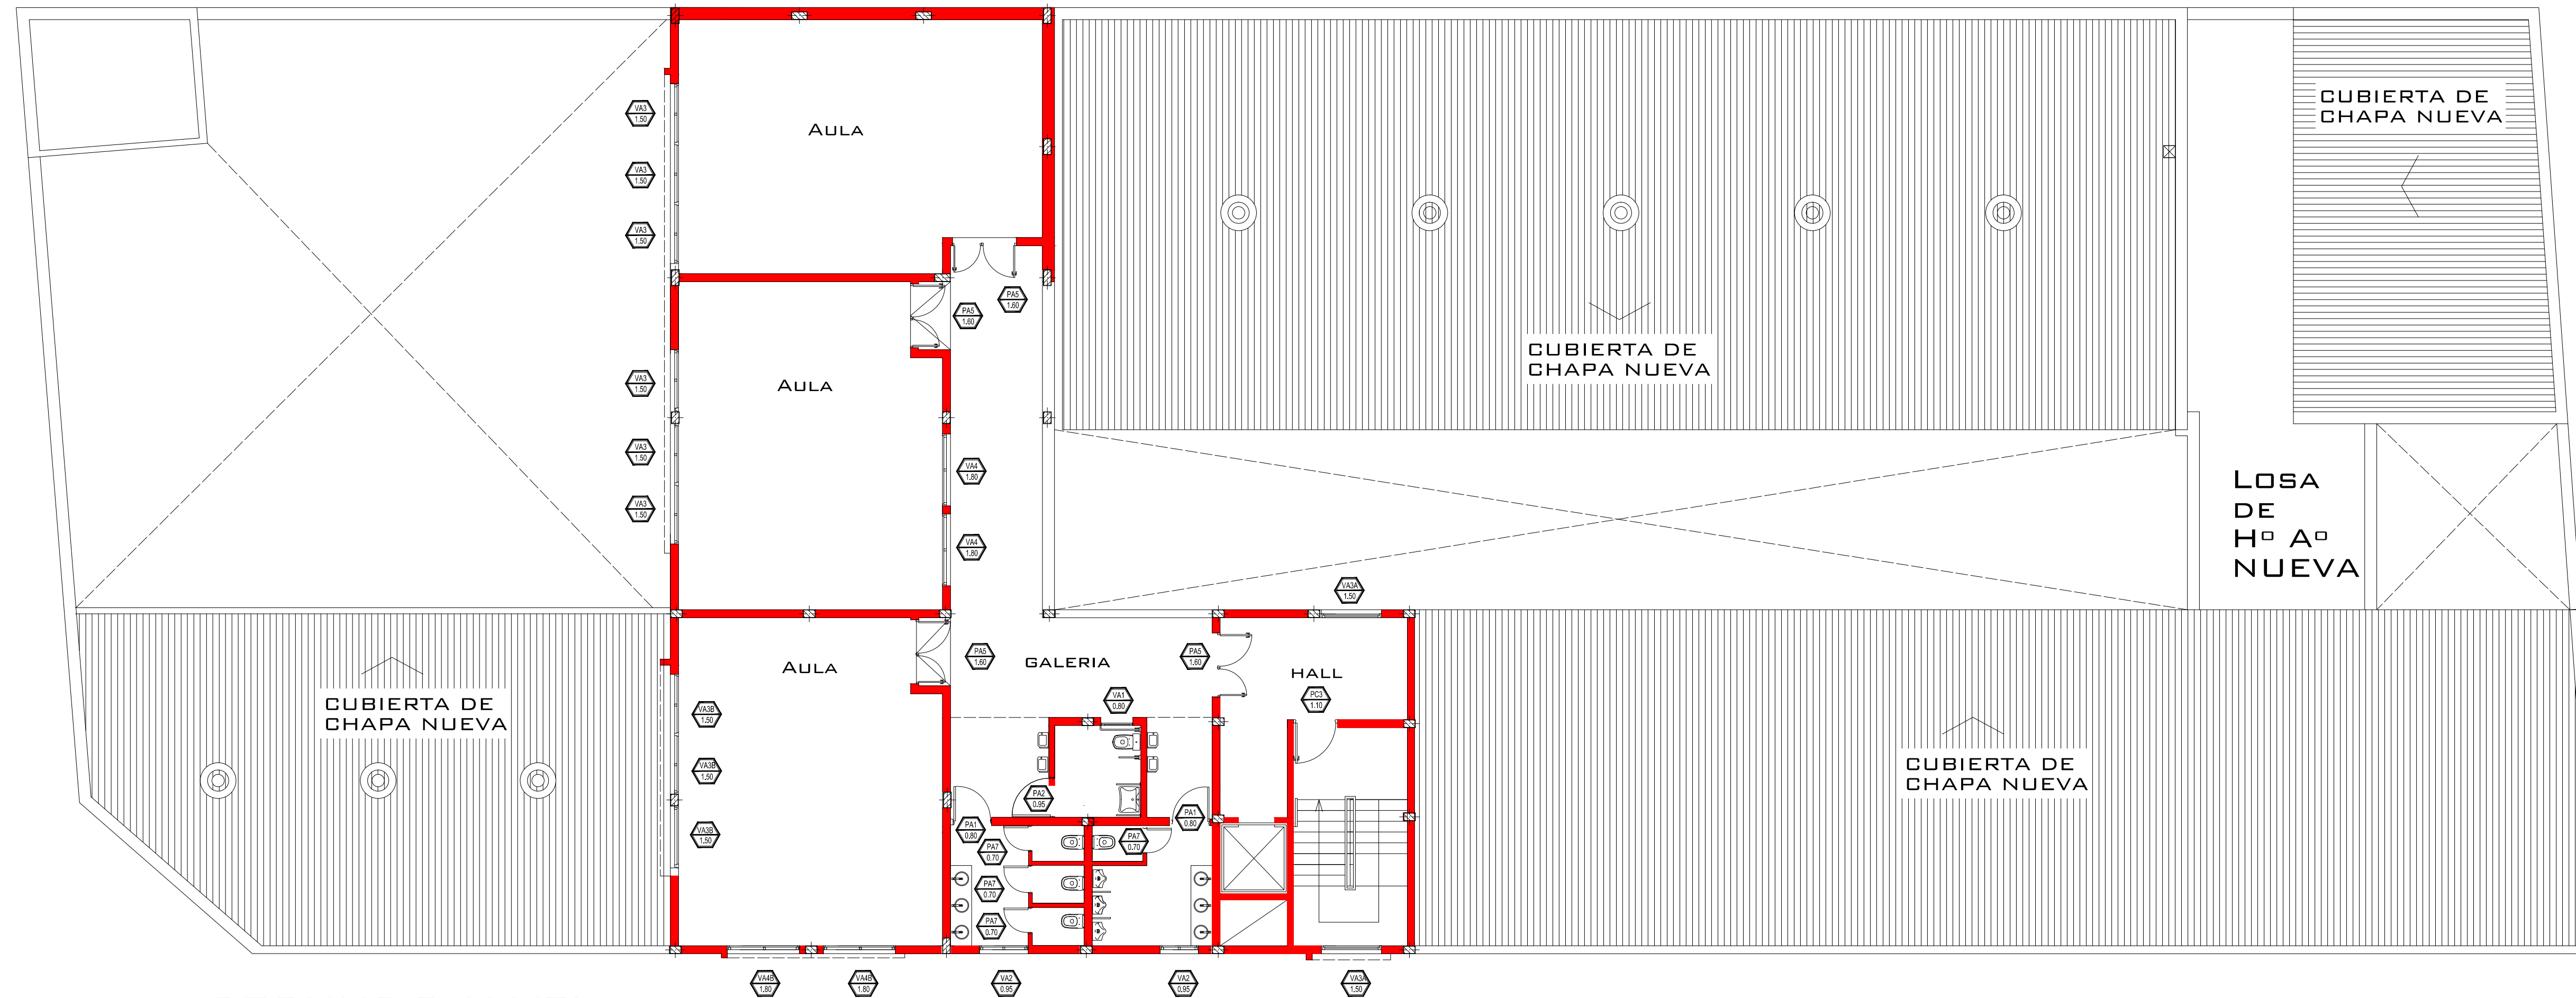 CUBIERTA DE
CHAPA NUEVA
VA3
1.50
AULA
VA3
1.50
VA3
1.50
PA5
1.60
PA5
1.60
CUBIERTA DE
CHAPA NUEVA
VA3
1.50
AULA
VA3
1.50
VA4
1.80
VA3
1.50
LOSA
DE
Hº Aº
NUEVA
VA4
1.80
VA3A
1.50
AULA
PA5
1.60
GALERIA
PA5
1.60
HALL
PC3
1.10
VA1
0.80
CUBIERTA DE
CHAPA NUEVA
VA3B
1.50
VA3B
1.50
CUBIERTA DE
CHAPA NUEVA
PA2
0.95
VA3B
1.50
PA1
0.80
PA1
0.80
PA7
0.70
PA7
0.70
PA7
0.70
PA7
0.70
VA4B
1.80
VA4B
1.80
VA2
0.95
VA2
0.95
VA3A
1.50